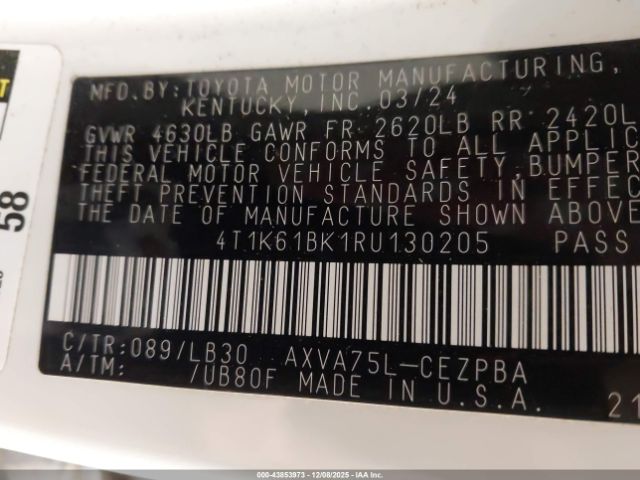 MFD.BY:TOYOTA MOTOR MANUFACTURING,
KENTUCKY,INC.03/24
GVWR 4630LB GAWR FR 2620LB RR 2420L
THIS VEHICLE CONFORMS TO ALL APPLIC
FEDERAL MOTOR VEHICLE SAFETY,BUMPER
THEFT PREVENTION STANDARDS IN EFFEC
THE DATE OF MANUFACTURE SHOWN ABOVE
4T1K61BK1RU130205 PASS
C/TR:089/LB30 AXVA75L-CEZPBA
A/TM: /UB80F MADE IN U.S.A.
21
58
000-43853973 | 12/08/2025 | IAA Inc.